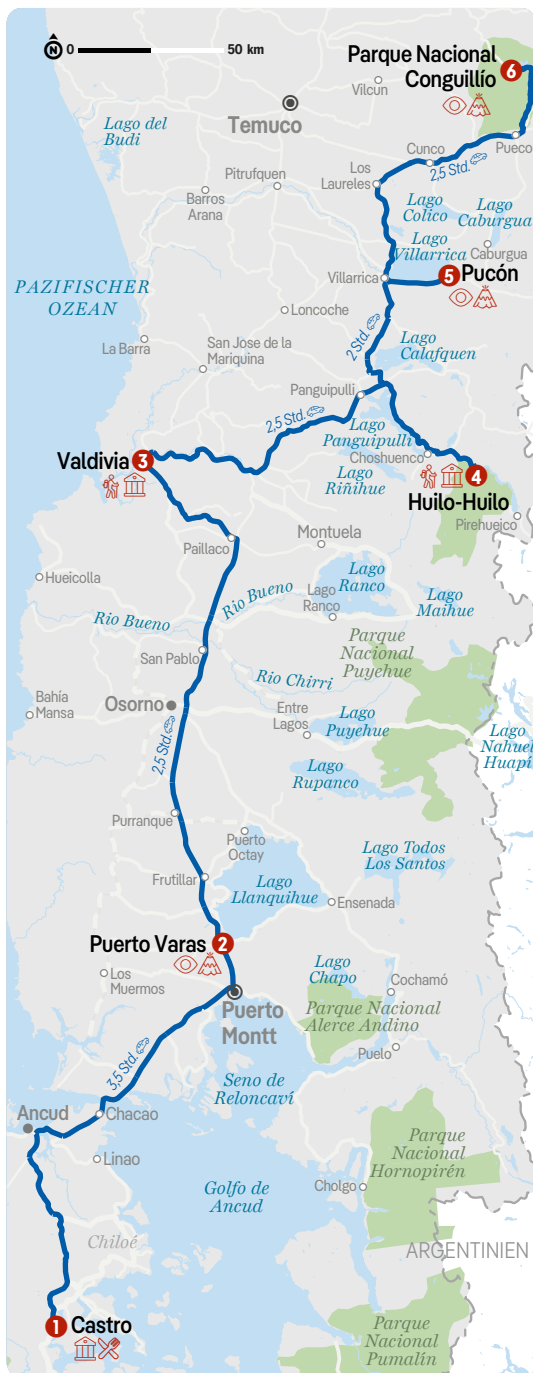 N 0 50 km
Parque Nacional
Conguillío
6
Vilcun
Temuco
Lago del
Budi
Pueco
Cunco
2,5 Std.
Los
Laureles
Pitrufquen
Barros
Arana
Lago
Colico
Lago
Caburgua
Lago
Villarrica
Caburgua
Villarrica
5 Pucón
PAZIFISCHER
OZEAN
Loncoche
La Barra
San Jose de la
Mariquina
2 Std.
Lago
Calafquen
Panguipulli
2,5 Std.
Lago
Panguipulli
Choshuenco
Valdivia 3
Lago
Riñihue
4
Huilo-Huilo
Pirehueico
Paillaco
Montuela
Hueicolla
Lago
Ranco
Rio Bueno
Rio Bueno
Lago
Ranco
Lago
Maihue
San Pablo
Parque
Nacional
Puyehue
Rio Chirri
Bahía
Mansa
Osorno
Entre
Lagos
Lago
Puyehue
2,5 Std.
Lago
Nahuel
Huapí
Lago
Rupanco
Purranque
Puerto
Octay
Lago Todos
Los Santos
Frutillar
Lago
Llanquihue
Ensenada
Puerto Varas 2
Los
Muermos
Lago
Chapo
Cochamó
Puerto
Montt
Parque Nacional
Alerce Andino
Puelo
3,5 Std.
Seno de
Reloncaví
Ancud
Chacao
Linao
Parque
Nacional
Hornopirén
Golfo de
Ancud
Cholgo
Chiloé
ARGENTINIEN
1 Castro
Parque
Nacional
Pumalín